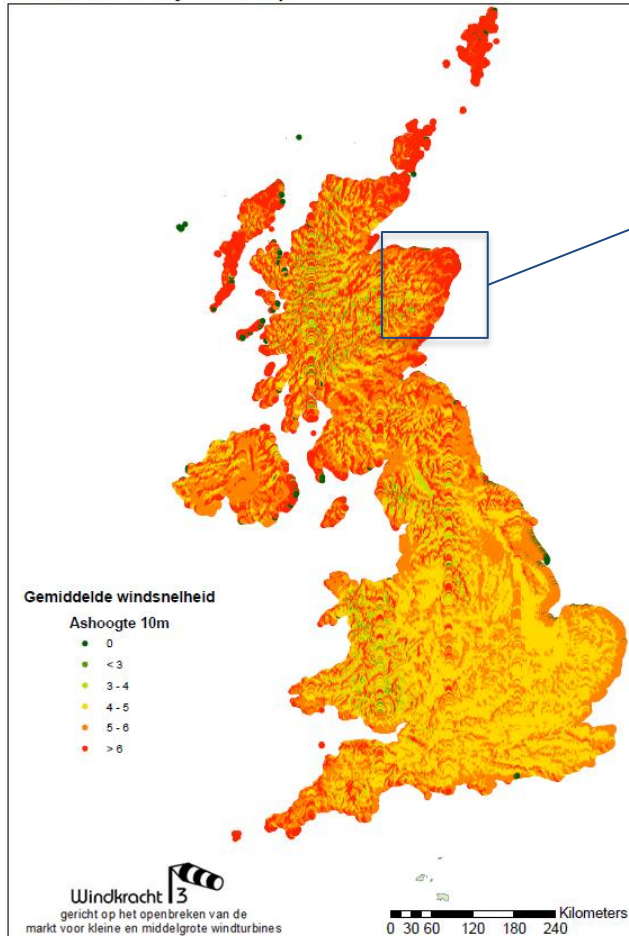 Gemiddelde windsnelheid
Ashoogte 10m
0
< 3
3 - 4
4 - 5
5 - 6
> 6
Windkracht 13
gericht op het openbreken van de
markt voor kleine en middelgrote windturbines
Kilometers
0 30 60 120 180 240